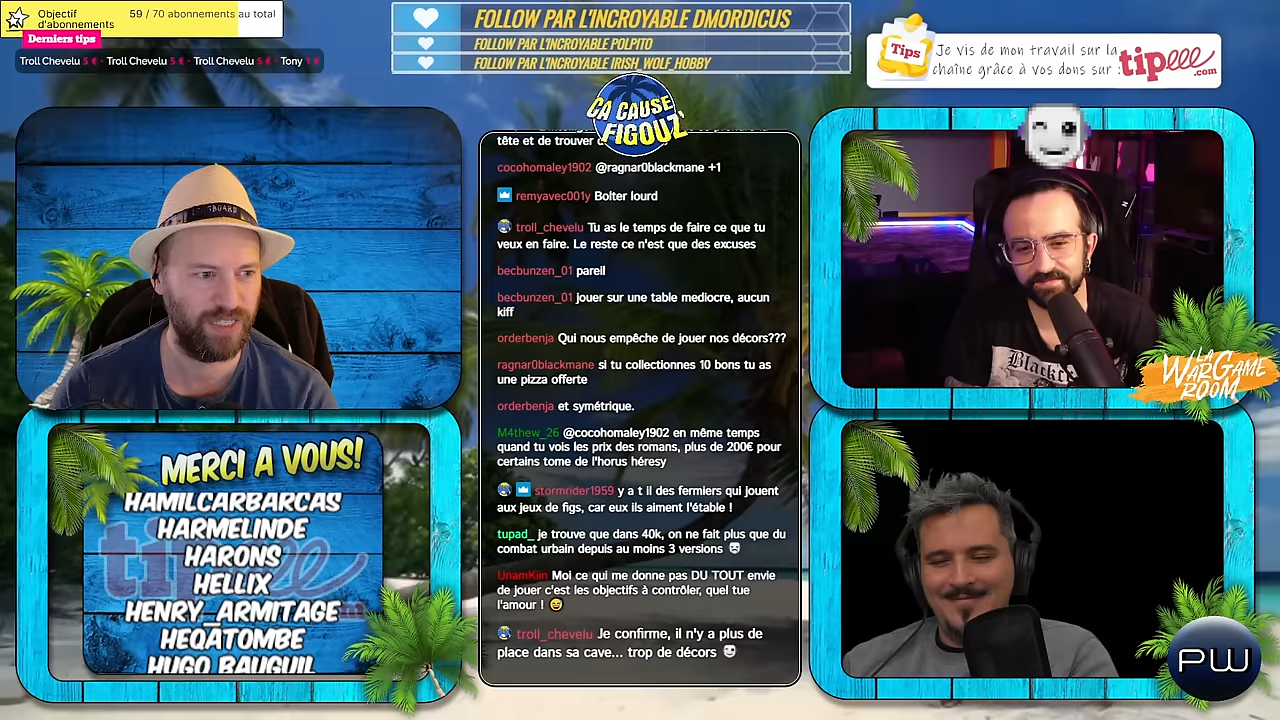 Objectif
d'abonnements
59 / 70 abonnements au total
Derniers tips
Troll Chevelu 5 € · Troll Chevelu 5 € · Troll Chevelu 5 € · Tony 1 €
FOLLOW PAR L'INCROYABLE DMORDICUS
FOLLOW PAR L'INCROYABLE POLPITO
FOLLOW PAR L'INCROYABLE IRISH_WOLF_HOBBY
Tips
Je vis de mon travail sur la
chaîne grâce à vos dons sur :
tipeee
.com
ÇA CAUSE
FIGOUZ'
tête et de trouver
cocohomaley1902 @ragnar0blackmane +1
remyavec001y Bolter lourd
troll_chevelu Tu as le temps de faire ce que tu
veux en faire. Le reste ce n'est que des excuses
becbunzen_01 pareil
becbunzen_01 jouer sur une table mediocre, aucun
kiff
orderbenja Qui nous empêche de jouer nos décors???
ragnar0blackmane si tu collectionnes 10 bons tu as
une pizza offerte
orderbenja et symétrique.
M4thew_26 @cocohomaley1902 en même temps
quand tu vois les prix des romans, plus de 200€ pour
certains tome de l'horus héresy
stormrider1959 y a t il des fermiers qui jouent
aux jeux de figs, car eux ils aiment l'étable !
tupad_ je trouve que dans 40k, on ne fait plus que du
combat urbain depuis au moins 3 versions
UnamKiin Moi ce qui me donne pas DU TOUT envie
de jouer c'est les objectifs à contrôler, quel tue
l'amour !
troll_chevelu Je confirme, il n'y a plus de
place dans sa cave... trop de décors
LA
WARGAME
ROOM
MERCI A VOUS!
HAMILCARBARCAS
HARMELINDE
HARONS
HELLIX
HENRY_ARMITAGE
HEQATOMBE
HUGO BAUGUIL
PW